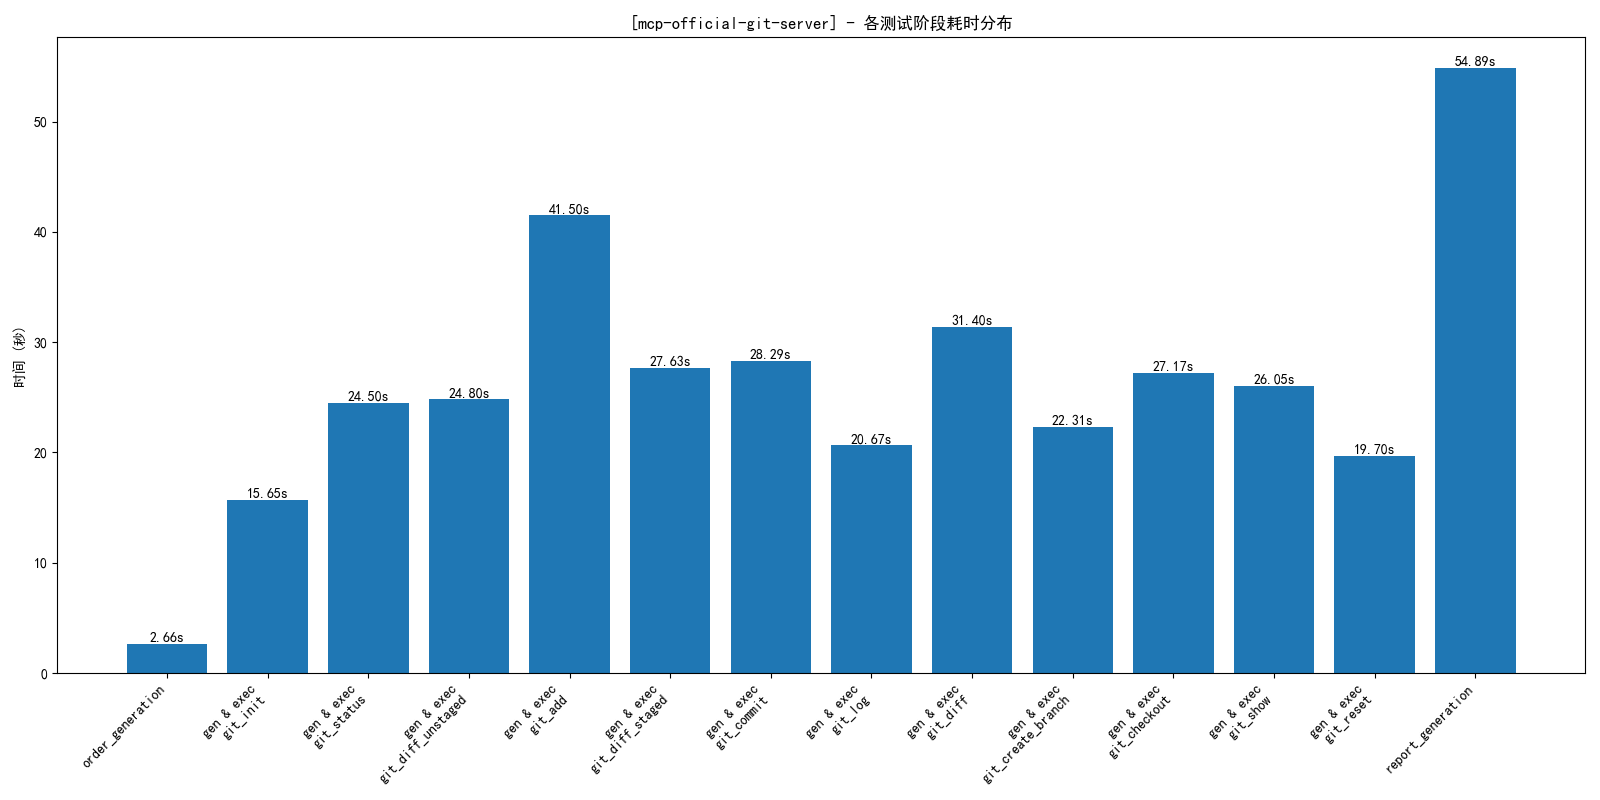 [mcp-official-git-server] - 各测试阶段耗时分布
时间 (秒)
50
40
30
20
10
0
2.66s
15.65s
24.50s
24.80s
41.50s
27.63s
28.29s
20.67s
31.40s
22.31s
27.17s
26.05s
19.70s
54.89s
order_generation
gen & exec
git_init
gen & exec
git_status
gen & exec
git_diff_unstaged
gen & exec
git_add
gen & exec
git_diff_staged
gen & exec
git_commit
gen & exec
git_log
gen & exec
git_diff
gen & exec
git_create_branch
gen & exec
git_checkout
gen & exec
git_show
gen & exec
git_reset
report_generation